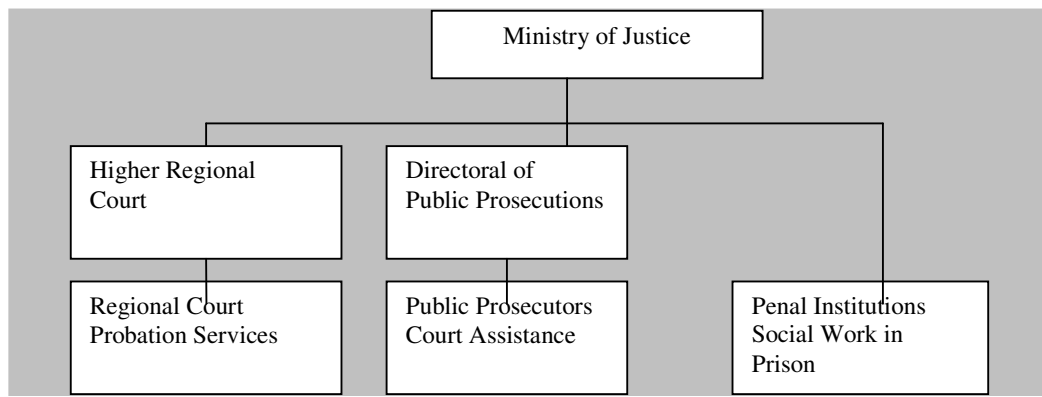 Ministry of Justice
Higher Regional
Court
Directoral of
Public Prosecutions
Regional Court
Probation Services
Public Prosecutors
Court Assistance
Penal Institutions
Social Work in
Prison